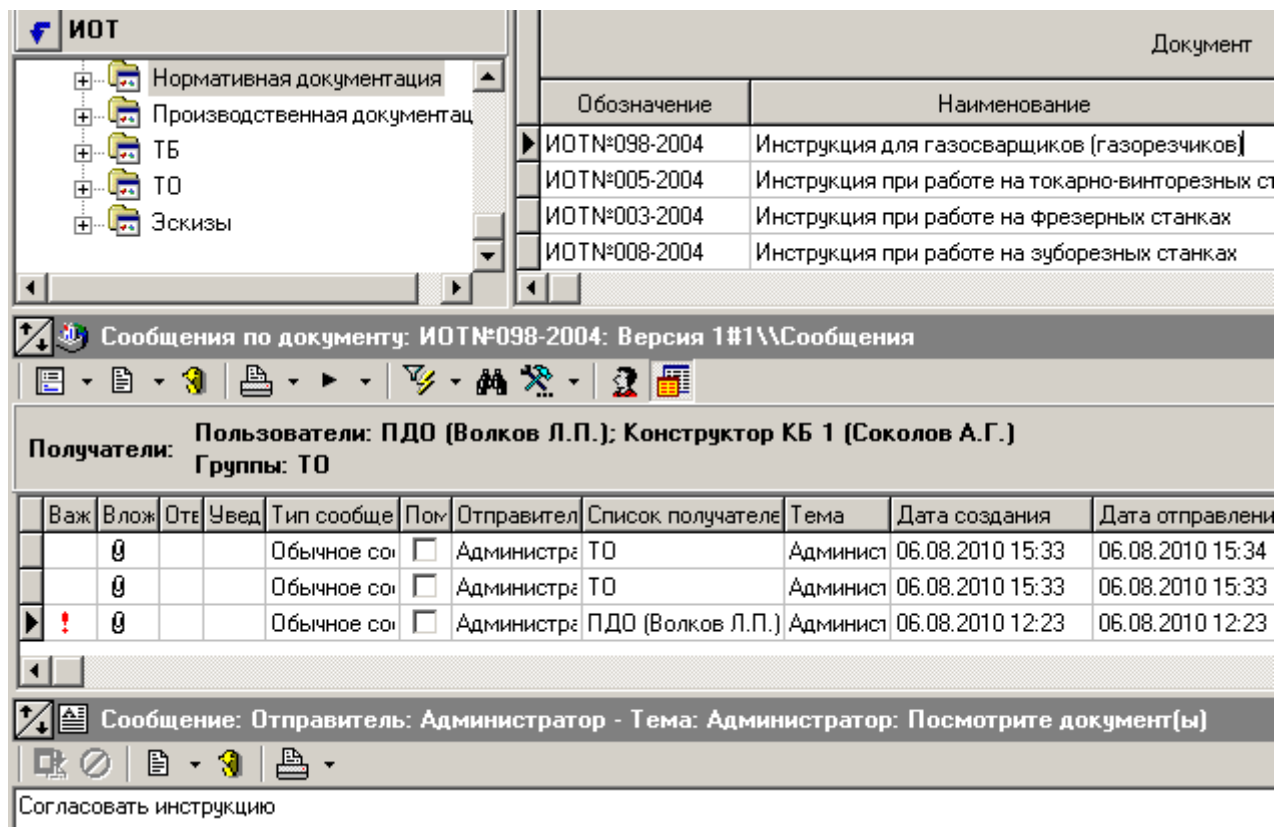 ИОТ
Нормативная документация
Производственная документац
ТБ
ТО
Эскизы
Документ
Обозначение Наименование
ИОТ№098-2004 Инструкция для газосварщиков (газорезчиков)
ИОТ№005-2004 Инструкция при работе на токарно-винторезных ст
ИОТ№003-2004 Инструкция при работе на фрезерных станках
ИОТ№008-2004 Инструкция при работе на зуборезных станках
Сообщения по документу: ИОТ№098-2004: Версия 1#1\\Сообщения
Получатели: Пользователи: ПДО (Волков Л.П.); Конструктор КБ 1 (Соколов А.Г.)
Группы: ТО
Важ Влож Отв Увед Тип сообще Пом Отправител Список получателе Тема Дата создания Дата отправлени
Обычное со Администра ТО Админист 06.08.2010 15:33 06.08.2010 15:34
Обычное со Администра ТО Админист 06.08.2010 15:33 06.08.2010 15:33
! Обычное со Администра ПДО (Волков Л.П.) Админист 06.08.2010 12:23 06.08.2010 12:23
Сообщение: Отправитель: Администратор - Тема: Администратор: Посмотрите документ(ы)
Согласовать инструкцию